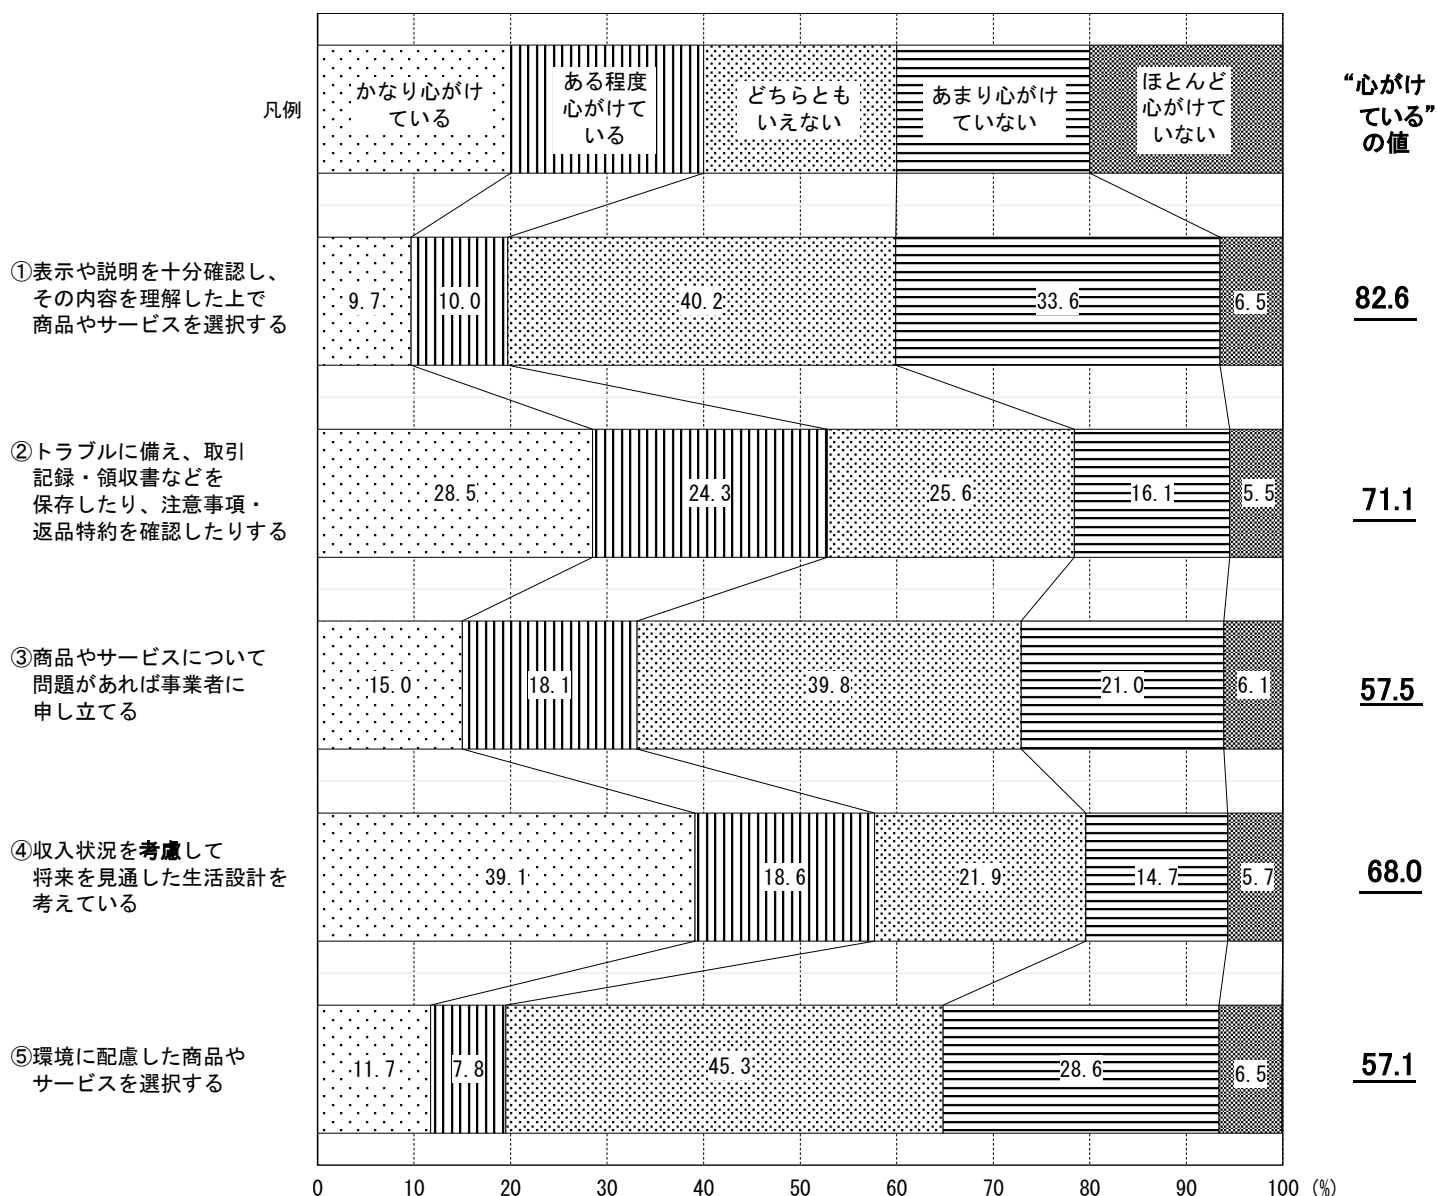 凡例
かなり心がけ
ている
ある程度
心がけて
いる
どちらとも
いえない
あまり心がけ
ていない
ほとんど
心がけて
いない
“心がけ
ている”
の値
①表示や説明を十分確認し、
その内容を理解した上で
商品やサービスを選択する
9.7
10.0
40.2
33.6
6.5
82.6
②トラブルに備え、取引
記録・領収書などを
保存したり、注意事項・
返品特約を確認したりする
28.5
24.3
25.6
16.1
5.5
71.1
③商品やサービスについて
問題があれば事業者に
申し立てる
15.0
18.1
39.8
21.0
6.1
57.5
④収入状況を考慮して
将来を見通した生活設計を
考えている
39.1
18.6
21.9
14.7
5.7
68.0
⑤環境に配慮した商品や
サービスを選択する
11.7
7.8
45.3
28.6
6.5
57.1
0 10 20 30 40 50 60 70 80 90 100 (%)